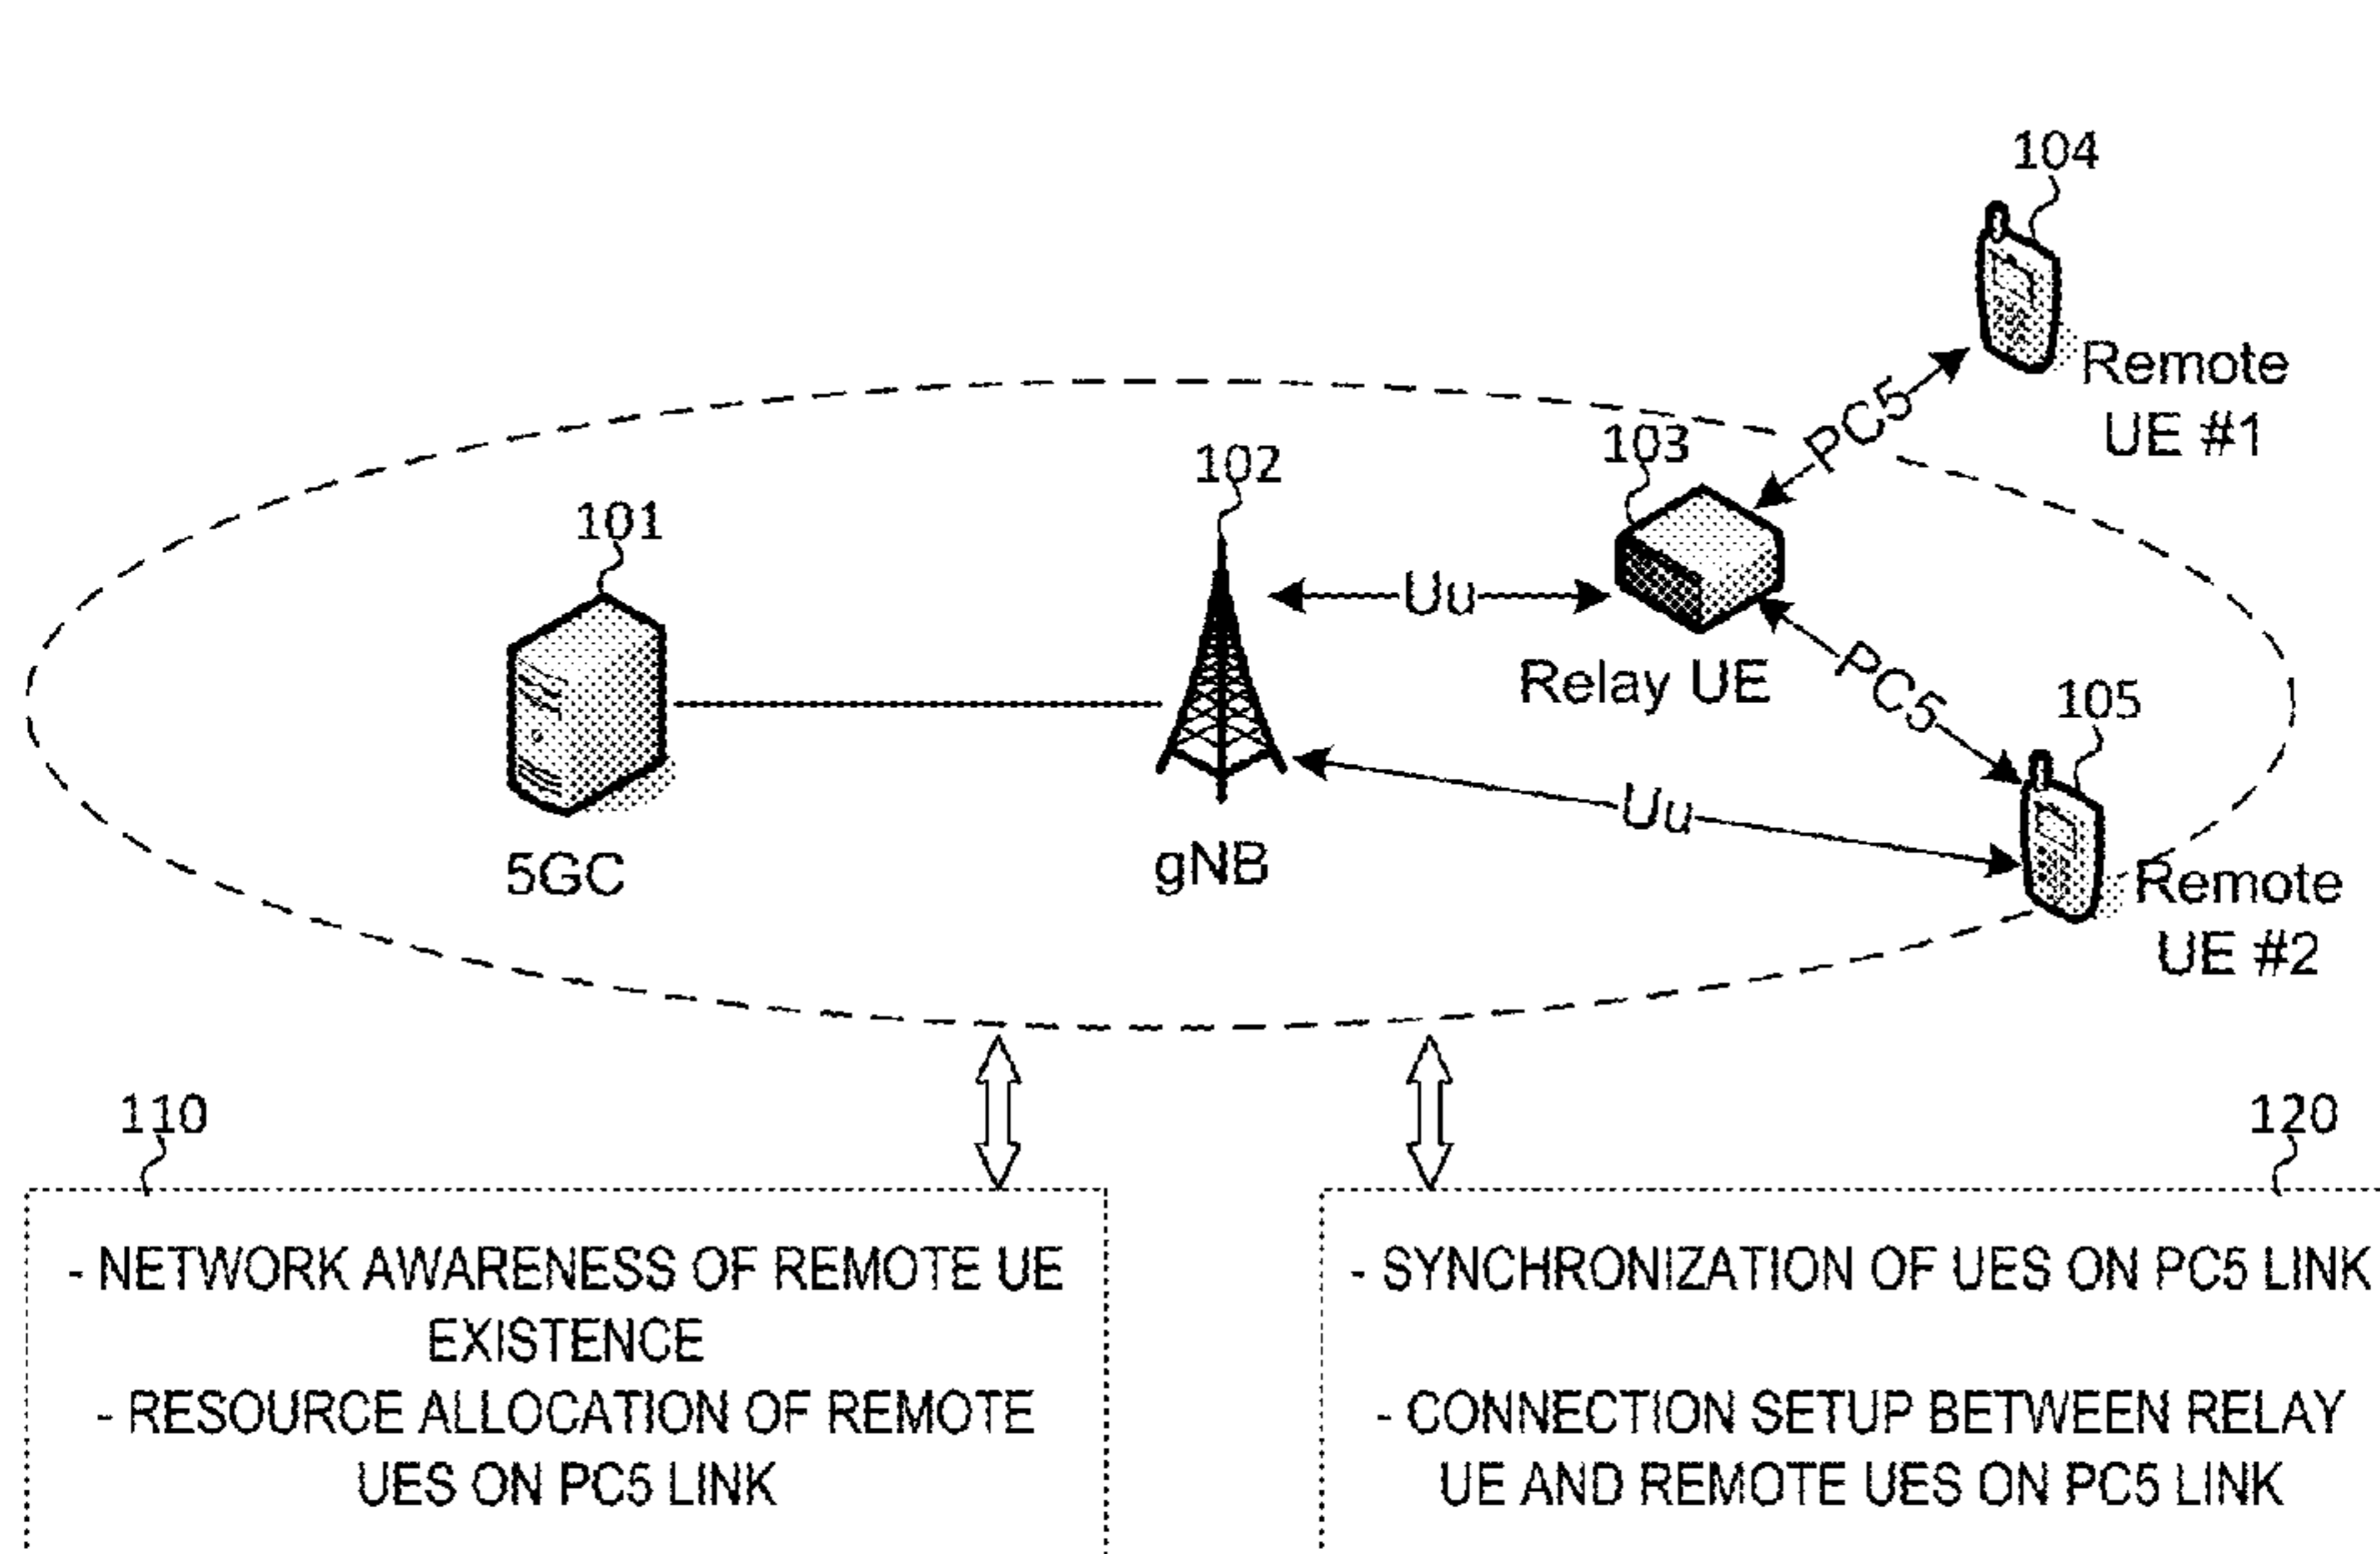 104
Remote
UE #1
PC5
103
102
101
Uu
Relay UE
PC5
105
Uu
5GC
gNB
Remote
UE #2
110
120
- NETWORK AWARENESS OF REMOTE UE
EXISTENCE
- RESOURCE ALLOCATION OF REMOTE
UES ON PC5 LINK
- SYNCHRONIZATION OF UES ON PC5 LINK
- CONNECTION SETUP BETWEEN RELAY
UE AND REMOTE UES ON PC5 LINK